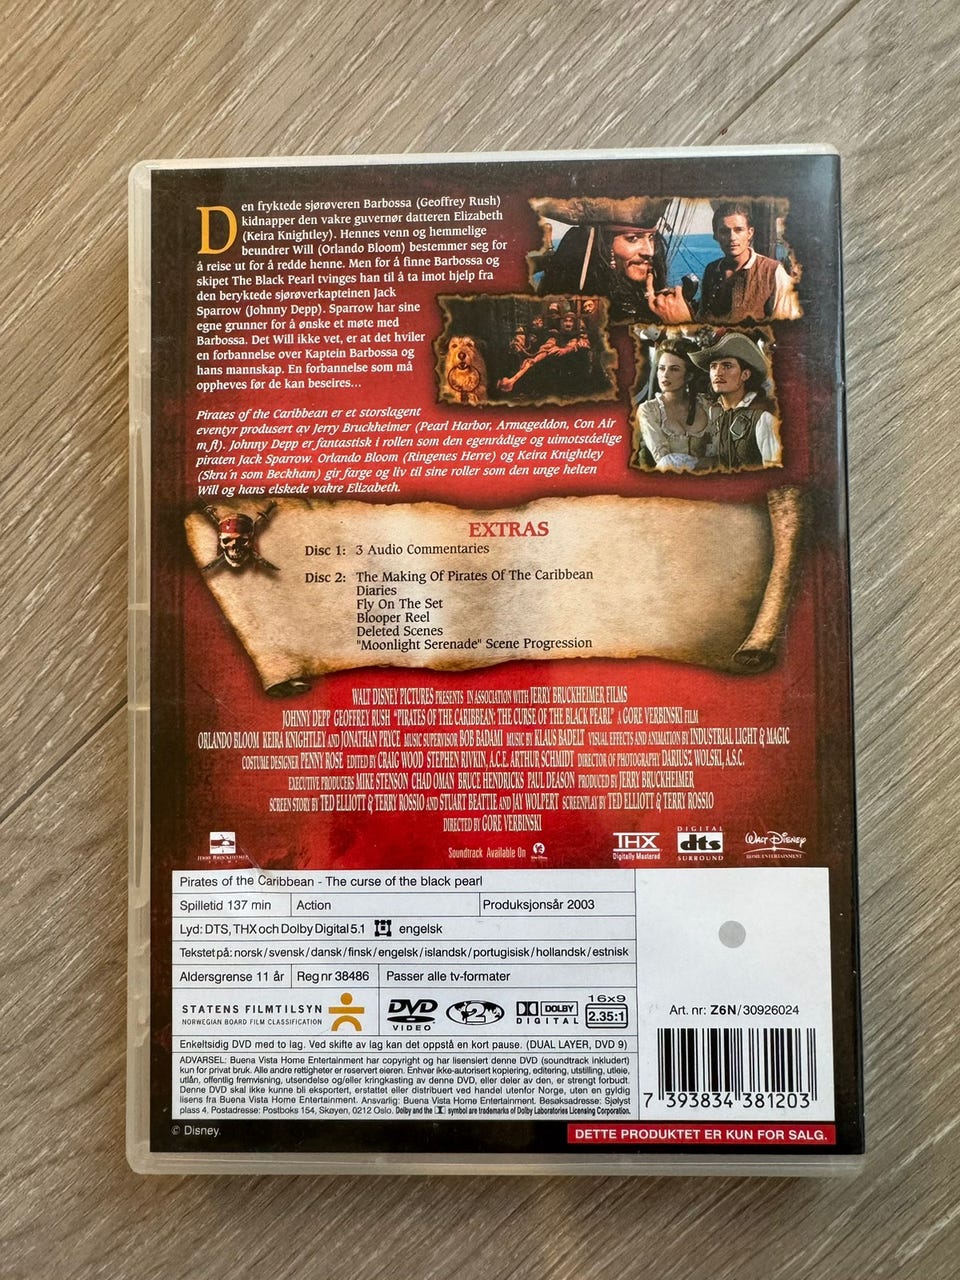 Den fryktede sjørøveren Barbossa (Geoffrey Rush)
kidnapper den vakre guvernør datteren Elizabeth
(Keira Knightley). Hennes venn og hemmelige
beundrer Will (Orlando Bloom) bestemmer seg for
å reise ut for å redde henne. Men for å finne Barbossa og
skipet The Black Pearl tvinges han til å ta imot hjelp fra
den beryktede sjørøverkapteinen Jack
Sparrow (Johnny Depp). Sparrow har sine
egne grunner for å ønske et møte med
Barbossa. Det Will ikke vet, er at det hviler
en forbannelse over Kaptein Barbossa og
hans mannskap. En forbannelse som må
oppheves før de kan beseires...
Pirates of the Caribbean er et storslagent
eventyr produsert av Jerry Bruckheimer (Pearl Harbor, Armageddon, Con Air
m.fl). Johnny Depp er fantastisk i rollen som den egenrådige og uimotståelige
piraten Jack Sparrow. Orlando Bloom (Ringenes Herre) og Keira Knightley
(Skru´n som Beckham) gir farge og liv til sine roller som den unge helten
Will og hans elskede vakre Elizabeth.
EXTRAS
Disc 1: 3 Audio Commentaries
Disc 2: The Making Of Pirates Of The Caribbean
Diaries
Fly On The Set
Blooper Reel
Deleted Scenes
"Moonlight Serenade" Scene Progression
WALT DISNEY PICTURES PRESENTS IN ASSOCIATION WITH JERRY BRUCKHEIMER FILMS
JOHNNY DEPP GEOFFREY RUSH "PIRATES OF THE CARIBBEAN: THE CURSE OF THE BLACK PEARL" A GORE VERBINSKI FILM
ORLANDO BLOOM KEIRA KNIGHTLEY AND JONATHAN PRYCE MUSIC SUPERVISOR BOB BADAMI MUSIC BY KLAUS BADELT VISUAL EFFECTS AND ANIMATION BY INDUSTRIAL LIGHT & MAGIC
COSTUME DESIGNER PENNY ROSE EDITED BY CRAIG WOOD STEPHEN RIVKIN, A.C.E. ARTHUR SCHMIDT DIRECTOR OF PHOTOGRAPHY DARIUSZ WOLSKI, A.S.C.
EXECUTIVE PRODUCERS MIKE STENSON CHAD OMAN BRUCE HENDRICKS PAUL DEASON PRODUCED BY JERRY BRUCKHEIMER
SCREEN STORY BY TED ELLIOTT & TERRY ROSSIO AND STUART BEATTIE AND JAY WOLPERT SCREENPLAY BY TED ELLIOTT & TERRY ROSSIO
DIRECTED BY GORE VERBINSKI
JERRY BRUCKHEIMER
FILMS
Soundtrack Available On
THX
Digitally Mastered
DIGITAL
dts
SURROUND
WALT DISNEY
HOME ENTERTAINMENT
Pirates of the Caribbean - The curse of the black pearl
Spilletid 137 min Action Produksjonsår 2003
Lyd: DTS, THX och Dolby Digital 5.1 engelsk
Tekstet på: norsk/svensk/dansk/finsk/engelsk/islandsk/portugisisk/hollandsk/estnisk
Aldersgrense 11 år Reg nr 38486 Passer alle tv-formater
STATENS FILMTILSYN
NORWEGIAN BOARD FILM CLASSIFICATION
DVD
VIDEO
2
DOLBY
DIGITAL
16x9
2.35:1
Art. nr: Z6N/30926024
Enkeltsidig DVD med to lag. Ved skifte av lag kan det oppstå en kort pause. (DUAL LAYER, DVD 9)
ADVARSEL: Buena Vista Home Entertainment har copyright og har lisensiert denne DVD (soundtrack inkludert)
kun for privat bruk. Alle andre rettigheter er reservert eieren. Enhver ikke-autorisert kopiering, editering, utstilling, utleie,
utlån, offentlig fremvisning, utsendelse og/eller kringkasting av denne DVD, eller deler av den, er strengt forbudt.
Denne DVD skal ikke kunne bli eksportert, erstattet eller distribuert ved handel utenfor Norge, uten en gyldig
lisens fra Buena Vista Home Entertainment. Ansvarlig: Buena Vista Home Entertainment. Besøksadresse: Sjølyst
plass 4. Postadresse: Postboks 154, Skøyen, 0212 Oslo. Dolby and the symbol are trademarks of Dolby Laboratories Licensing Corporation.
7 393834 381203
© Disney.
DETTE PRODUKTET ER KUN FOR SALG.